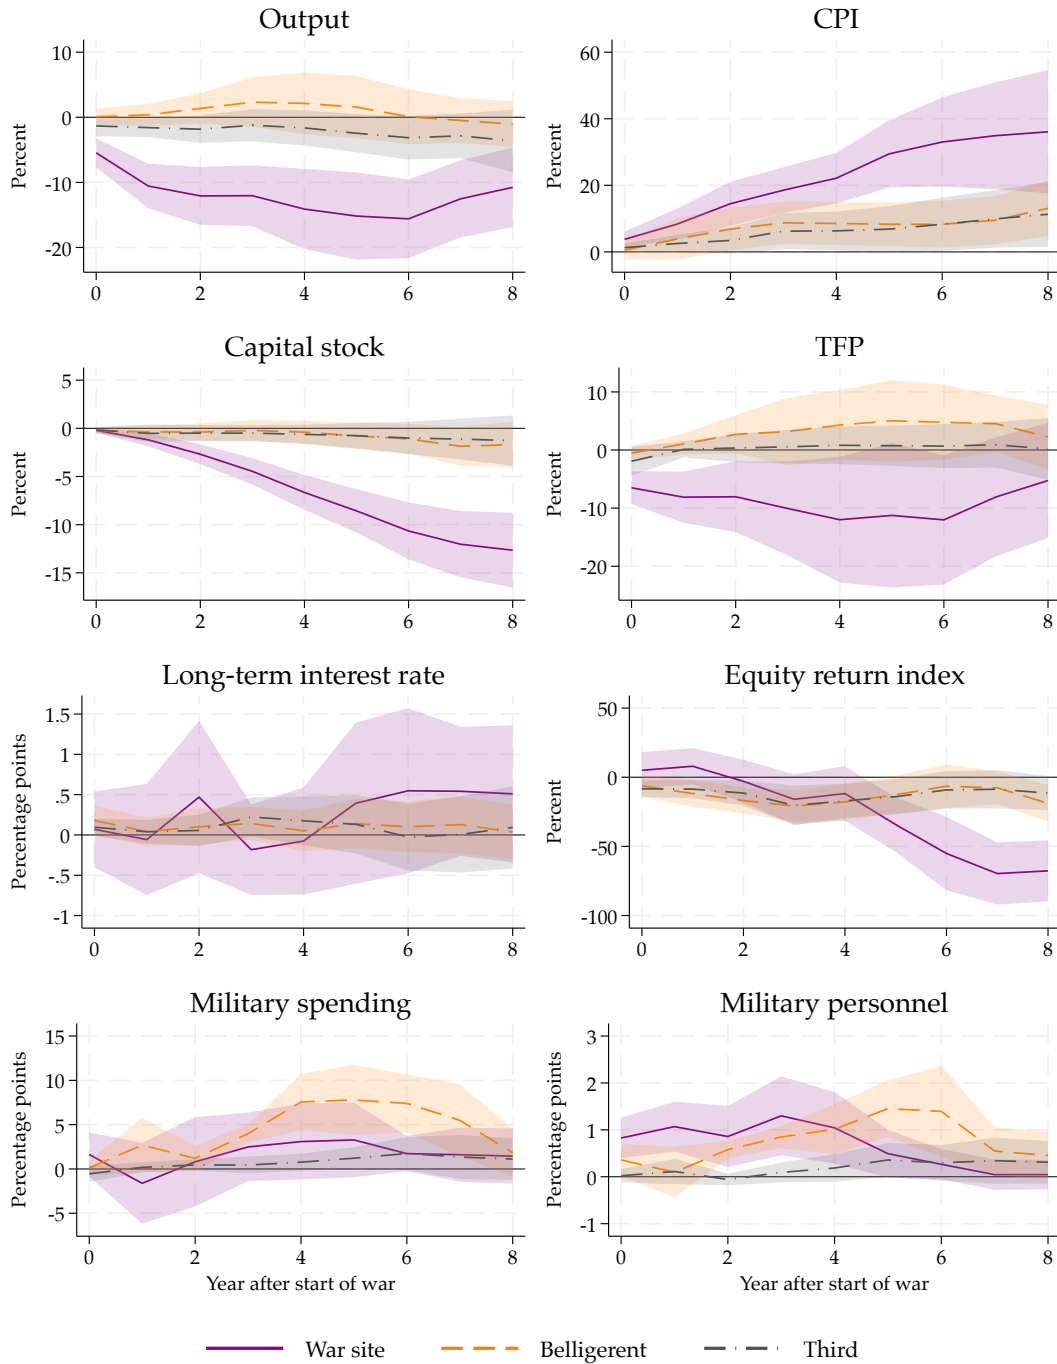 Output
Percent
10
0
-10
-20
0 2 4 6 8
CPI
Percent
60
40
20
0
0 2 4 6 8
Capital stock
Percent
5
0
-5
-10
-15
0 2 4 6 8
TFP
Percent
10
0
-10
-20
0 2 4 6 8
Long-term interest rate
Percentage points
1.5
1
.5
0
-.5
-1
0 2 4 6 8
Equity return index
Percent
50
0
-50
-100
0 2 4 6 8
Military spending
Percentage points
15
10
5
0
-5
0 2 4 6 8
Year after start of war
Military personnel
Percentage points
3
2
1
0
-1
0 2 4 6 8
Year after start of war
War site Belligerent Third